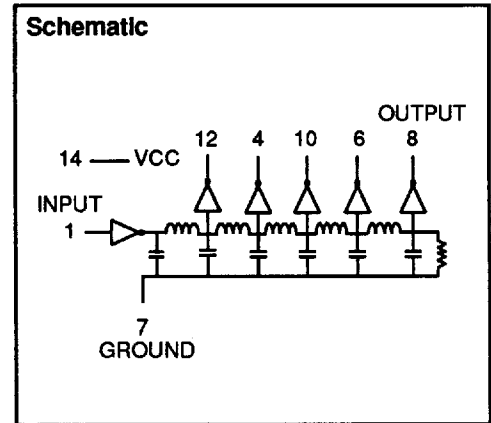 Schematic
OUTPUT
12 4 10 6 8
14 VCC
INPUT
1
7
GROUND